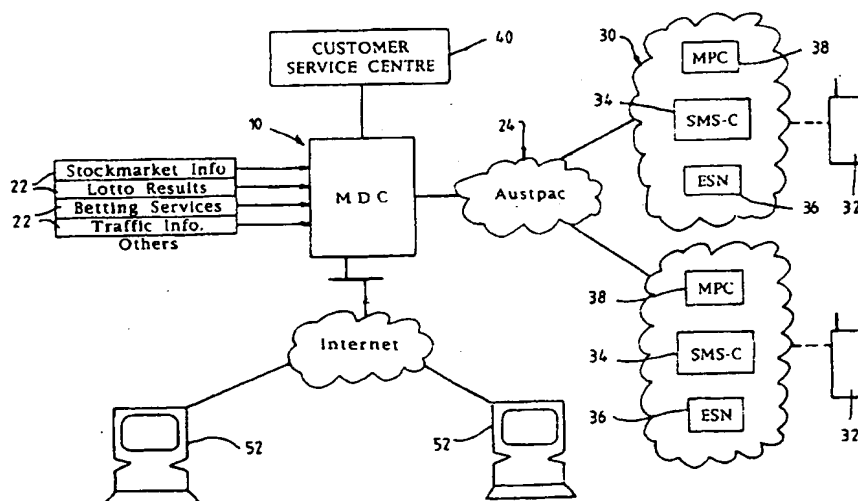 CUSTOMER
SERVICE CENTRE
40
30
MPC
38
34
SMS-C
10
24
Stockmarket Info
22
Lotto Results
MDC
Austpac
ESN
32
22
Betting Services
36
22
Traffic Info.
Others
38
MPC
Internet
34
SMS-C
36
ESN
32
52
52